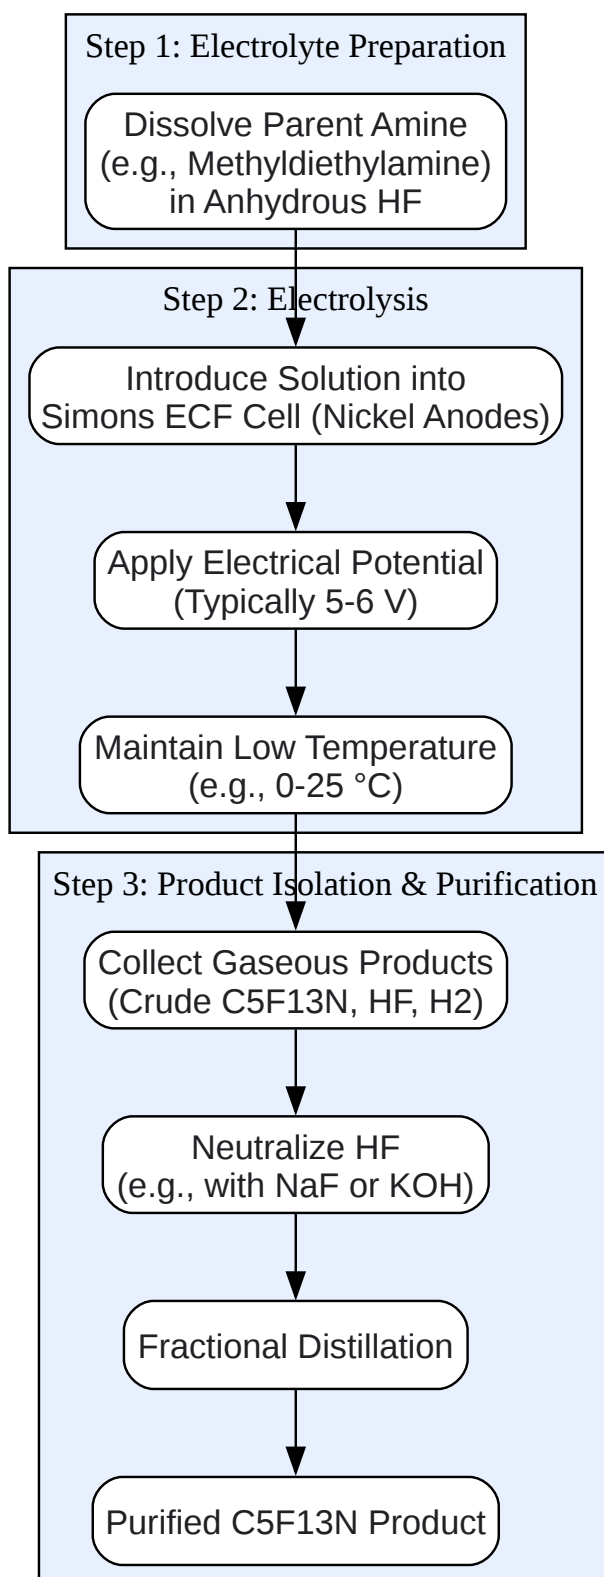 Step 1: Electrolyte Preparation
Dissolve Parent Amine
(e.g., Methyldiethylamine)
in Anhydrous HF
Step 2: Electrolysis
Introduce Solution into
Simons ECF Cell (Nickel Anodes)
Apply Electrical Potential
(Typically 5-6 V)
Maintain Low Temperature
(e.g., 0-25 °C)
Step 3: Product Isolation & Purification
Collect Gaseous Products
(Crude C5F13N, HF, H2)
Neutralize HF
(e.g., with NaF or KOH)
Fractional Distillation
Purified C5F13N Product